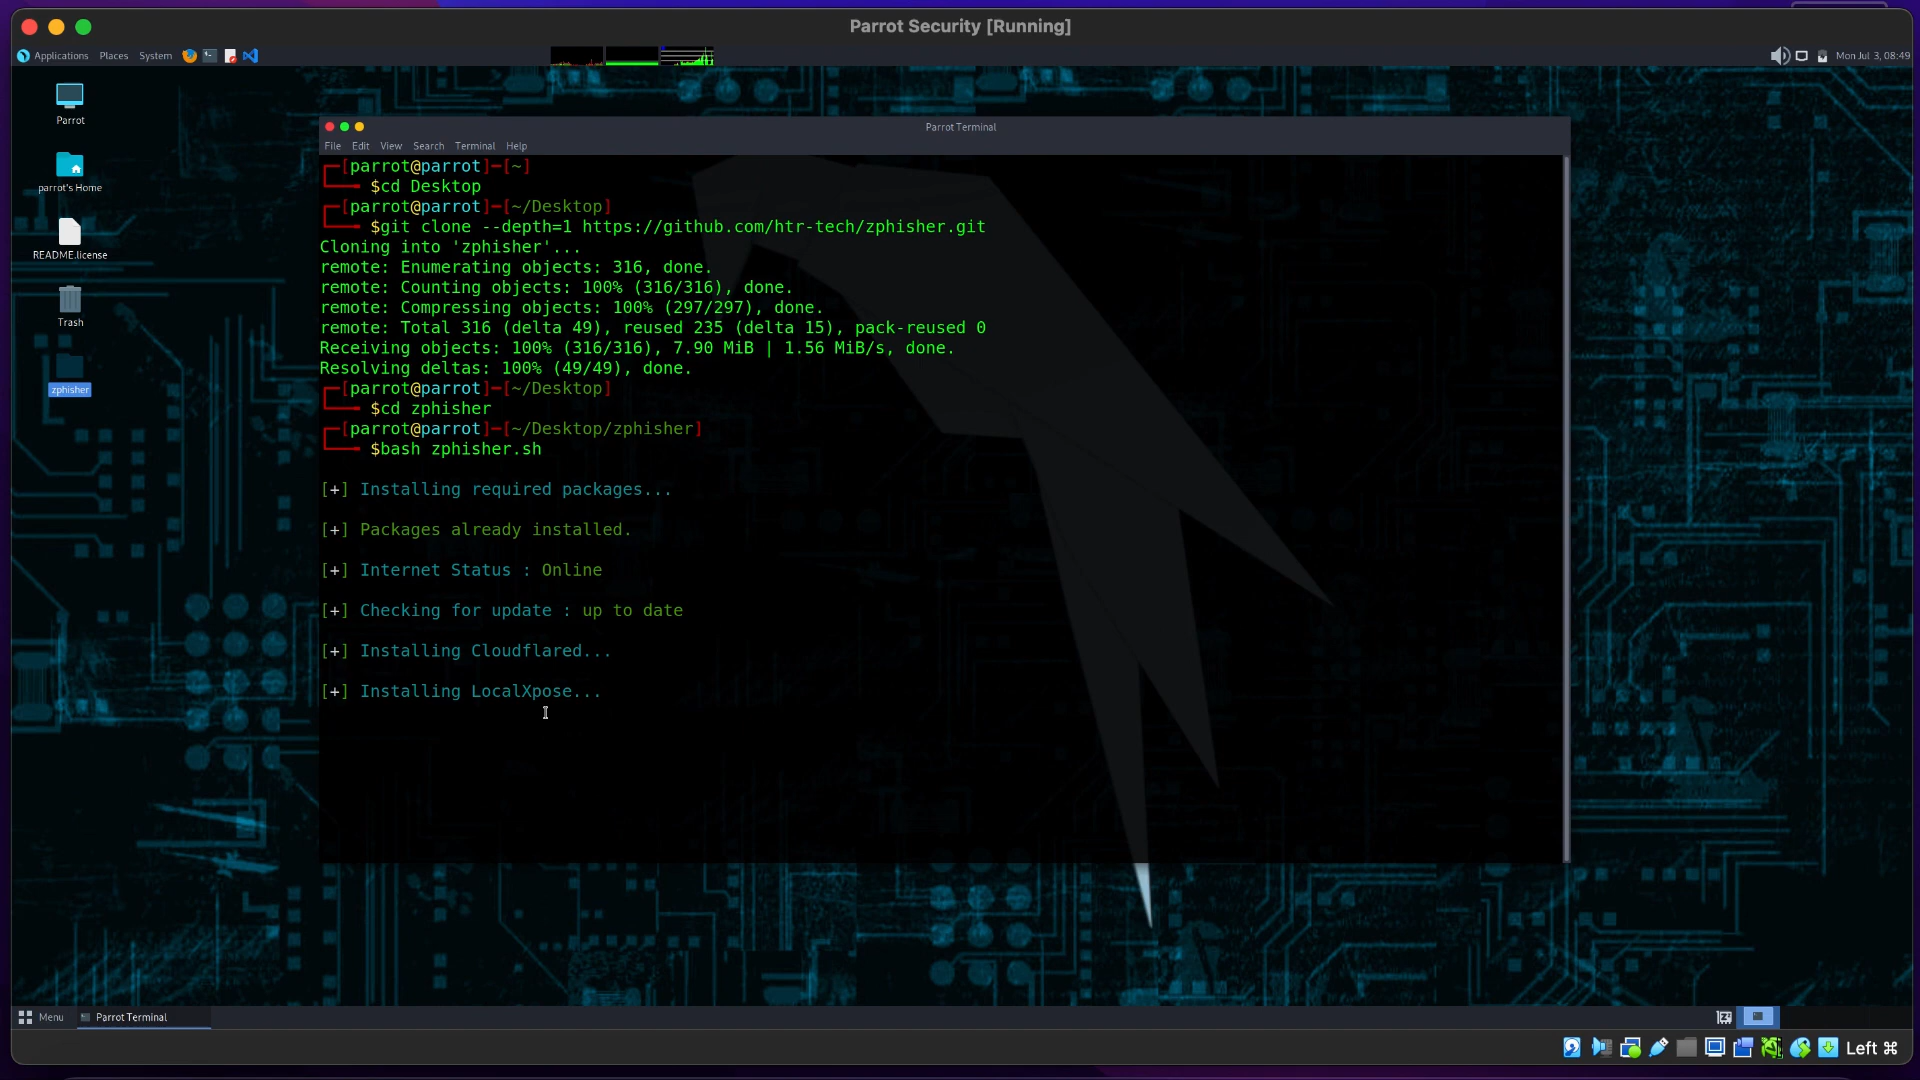 Parrot Security [Running]
Applications Places System
Mon Jul 3, 08:49
Parrot
parrot's Home
README.license
Trash
zphisher
Parrot Terminal
File Edit View Search Terminal Help
[parrot@parrot]-[~]
$cd Desktop
[parrot@parrot]-[~/Desktop]
$git clone --depth=1 https://github.com/htr-tech/zphisher.git
Cloning into 'zphisher'...
remote: Enumerating objects: 316, done.
remote: Counting objects: 100% (316/316), done.
remote: Compressing objects: 100% (297/297), done.
remote: Total 316 (delta 49), reused 235 (delta 15), pack-reused 0
Receiving objects: 100% (316/316), 7.90 MiB | 1.56 MiB/s, done.
Resolving deltas: 100% (49/49), done.
[parrot@parrot]-[~/Desktop]
$cd zphisher
[parrot@parrot]-[~/Desktop/zphisher]
$bash zphisher.sh
[+] Installing required packages...
[+] Packages already installed.
[+] Internet Status : Online
[+] Checking for update : up to date
[+] Installing Cloudflared...
[+] Installing LocalXpose...
Menu Parrot Terminal
Left ⌘